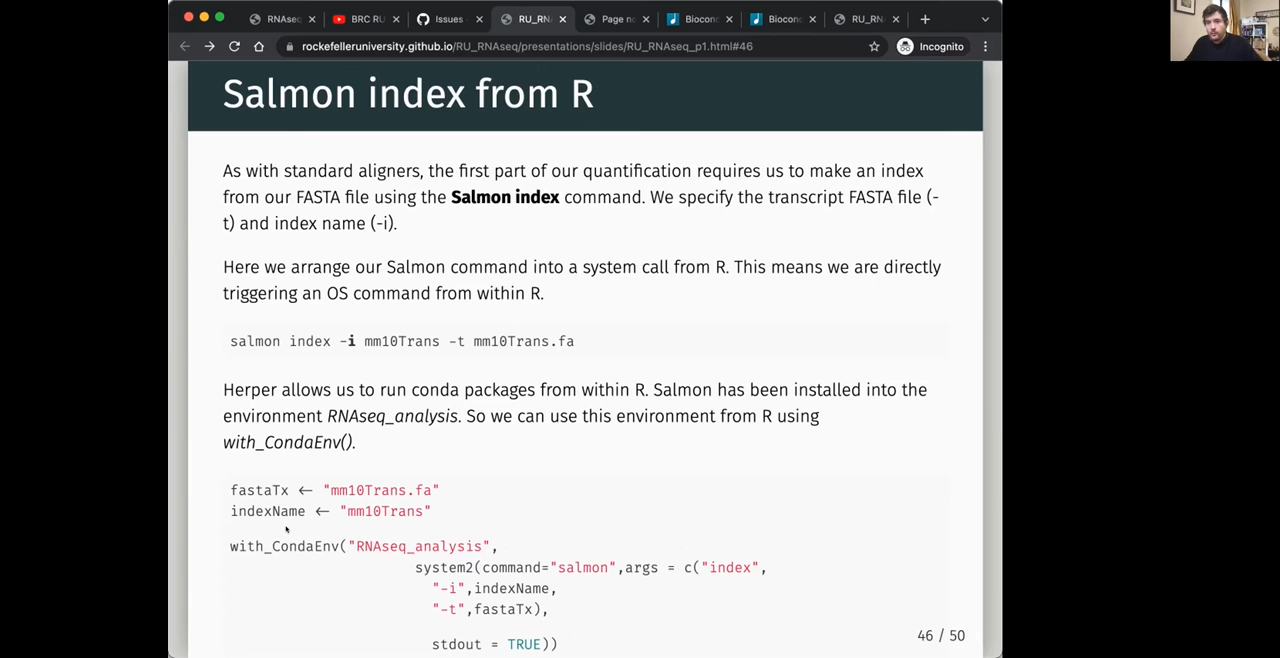 RNAseq
BRC RU
Issues
RU_RN
Page no
Biocon
Biocon
RU_RN
rockefelleruniversity.github.io/RU_RNAseq/presentations/slides/RU_RNAseq_p1.html#46
Incognito
Salmon index from R
As with standard aligners, the first part of our quantification requires us to make an index
from our FASTA file using the Salmon index command. We specify the transcript FASTA file (-
t) and index name (-i).
Here we arrange our Salmon command into a system call from R. This means we are directly
triggering an OS command from within R.
salmon index -i mm10Trans -t mm10Trans.fa
Herper allows us to run conda packages from within R. Salmon has been installed into the
environment RNAseq_analysis. So we can use this environment from R using
with_CondaEnv().
fastaTx <- "mm10Trans.fa"
indexName <- "mm10Trans"
with_CondaEnv("RNAseq_analysis",
system2(command="salmon",args = c("index",
"-i",indexName,
"-t",fastaTx),
stdout = TRUE))
46 / 50